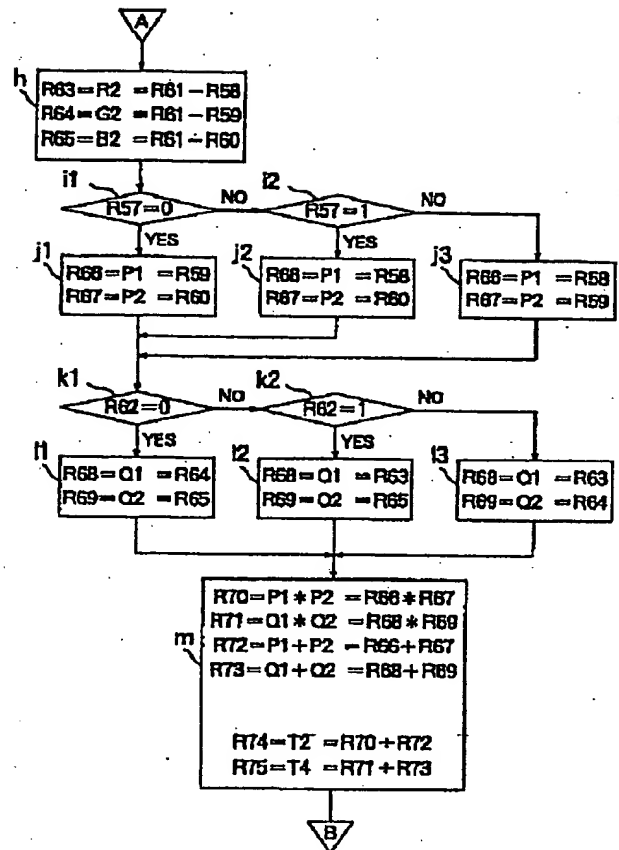 A
h
R63=R2 =R61-R58
R64=G2 =R61-R59
R65=B2 =R61-R60
i1
R57=0
NO
i2
R57=1
NO
YES
YES
j1
R66=P1 =R59
R67=P2 =R60
j2
R66=P1 =R58
R67=P2 =R60
j3
R66=P1 =R58
R67=P2 =R59
k1
R62=0
NO
k2
R62=1
NO
YES
YES
l1
R68=Q1 =R64
R69=Q2 =R65
l2
R68=Q1 =R63
R69=Q2 =R65
l3
R68=Q1 =R63
R69=Q2 =R64
m
R70=P1*P2 =R66*R67
R71=Q1*Q2 =R68*R69
R72=P1+P2 =R66+R67
R73=Q1+Q2 =R68+R69
R74=T2 =R70+R72
R75=T4 =R71+R73
B